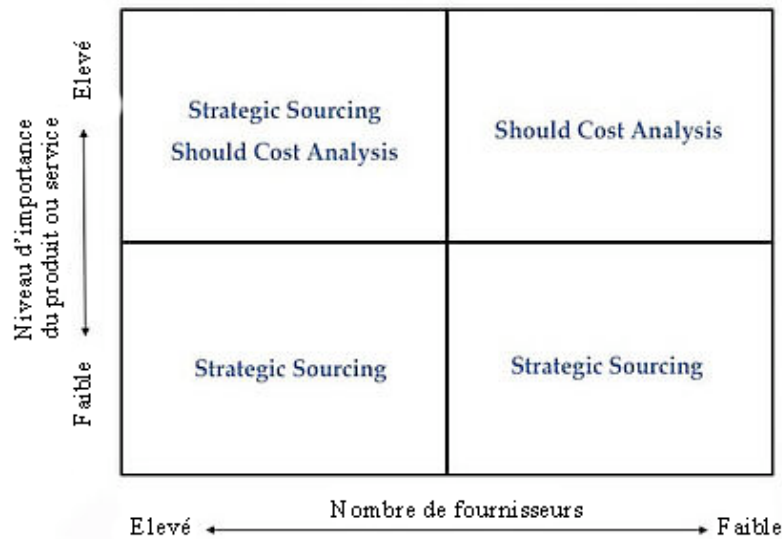 Elevé
Niveau d'importance
du produit ou service
Faible
Strategic Sourcing
Should Cost Analysis
Should Cost Analysis
Strategic Sourcing
Strategic Sourcing
Nombre de fournisseurs
Elevé
Faible